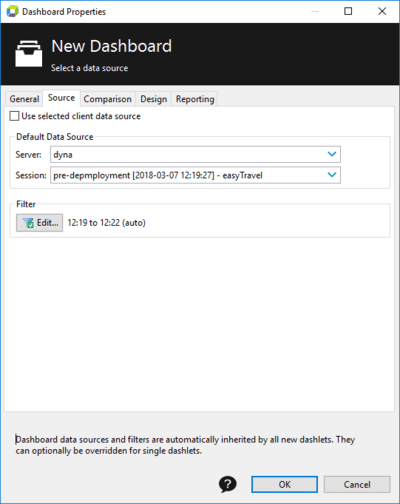 Dashboard Properties
New Dashboard
Select a data source
General Source Comparison Design Reporting
Use selected client data source
Default Data Source
Server: dyna
Session: pre-depmployment [2018-03-07 12:19:27] - easyTravel
Filter
Edit... 12:19 to 12:22 (auto)
Dashboard data sources and filters are automatically inherited by all new dashlets. They
can optionally be overridden for single dashlets.
? OK Cancel